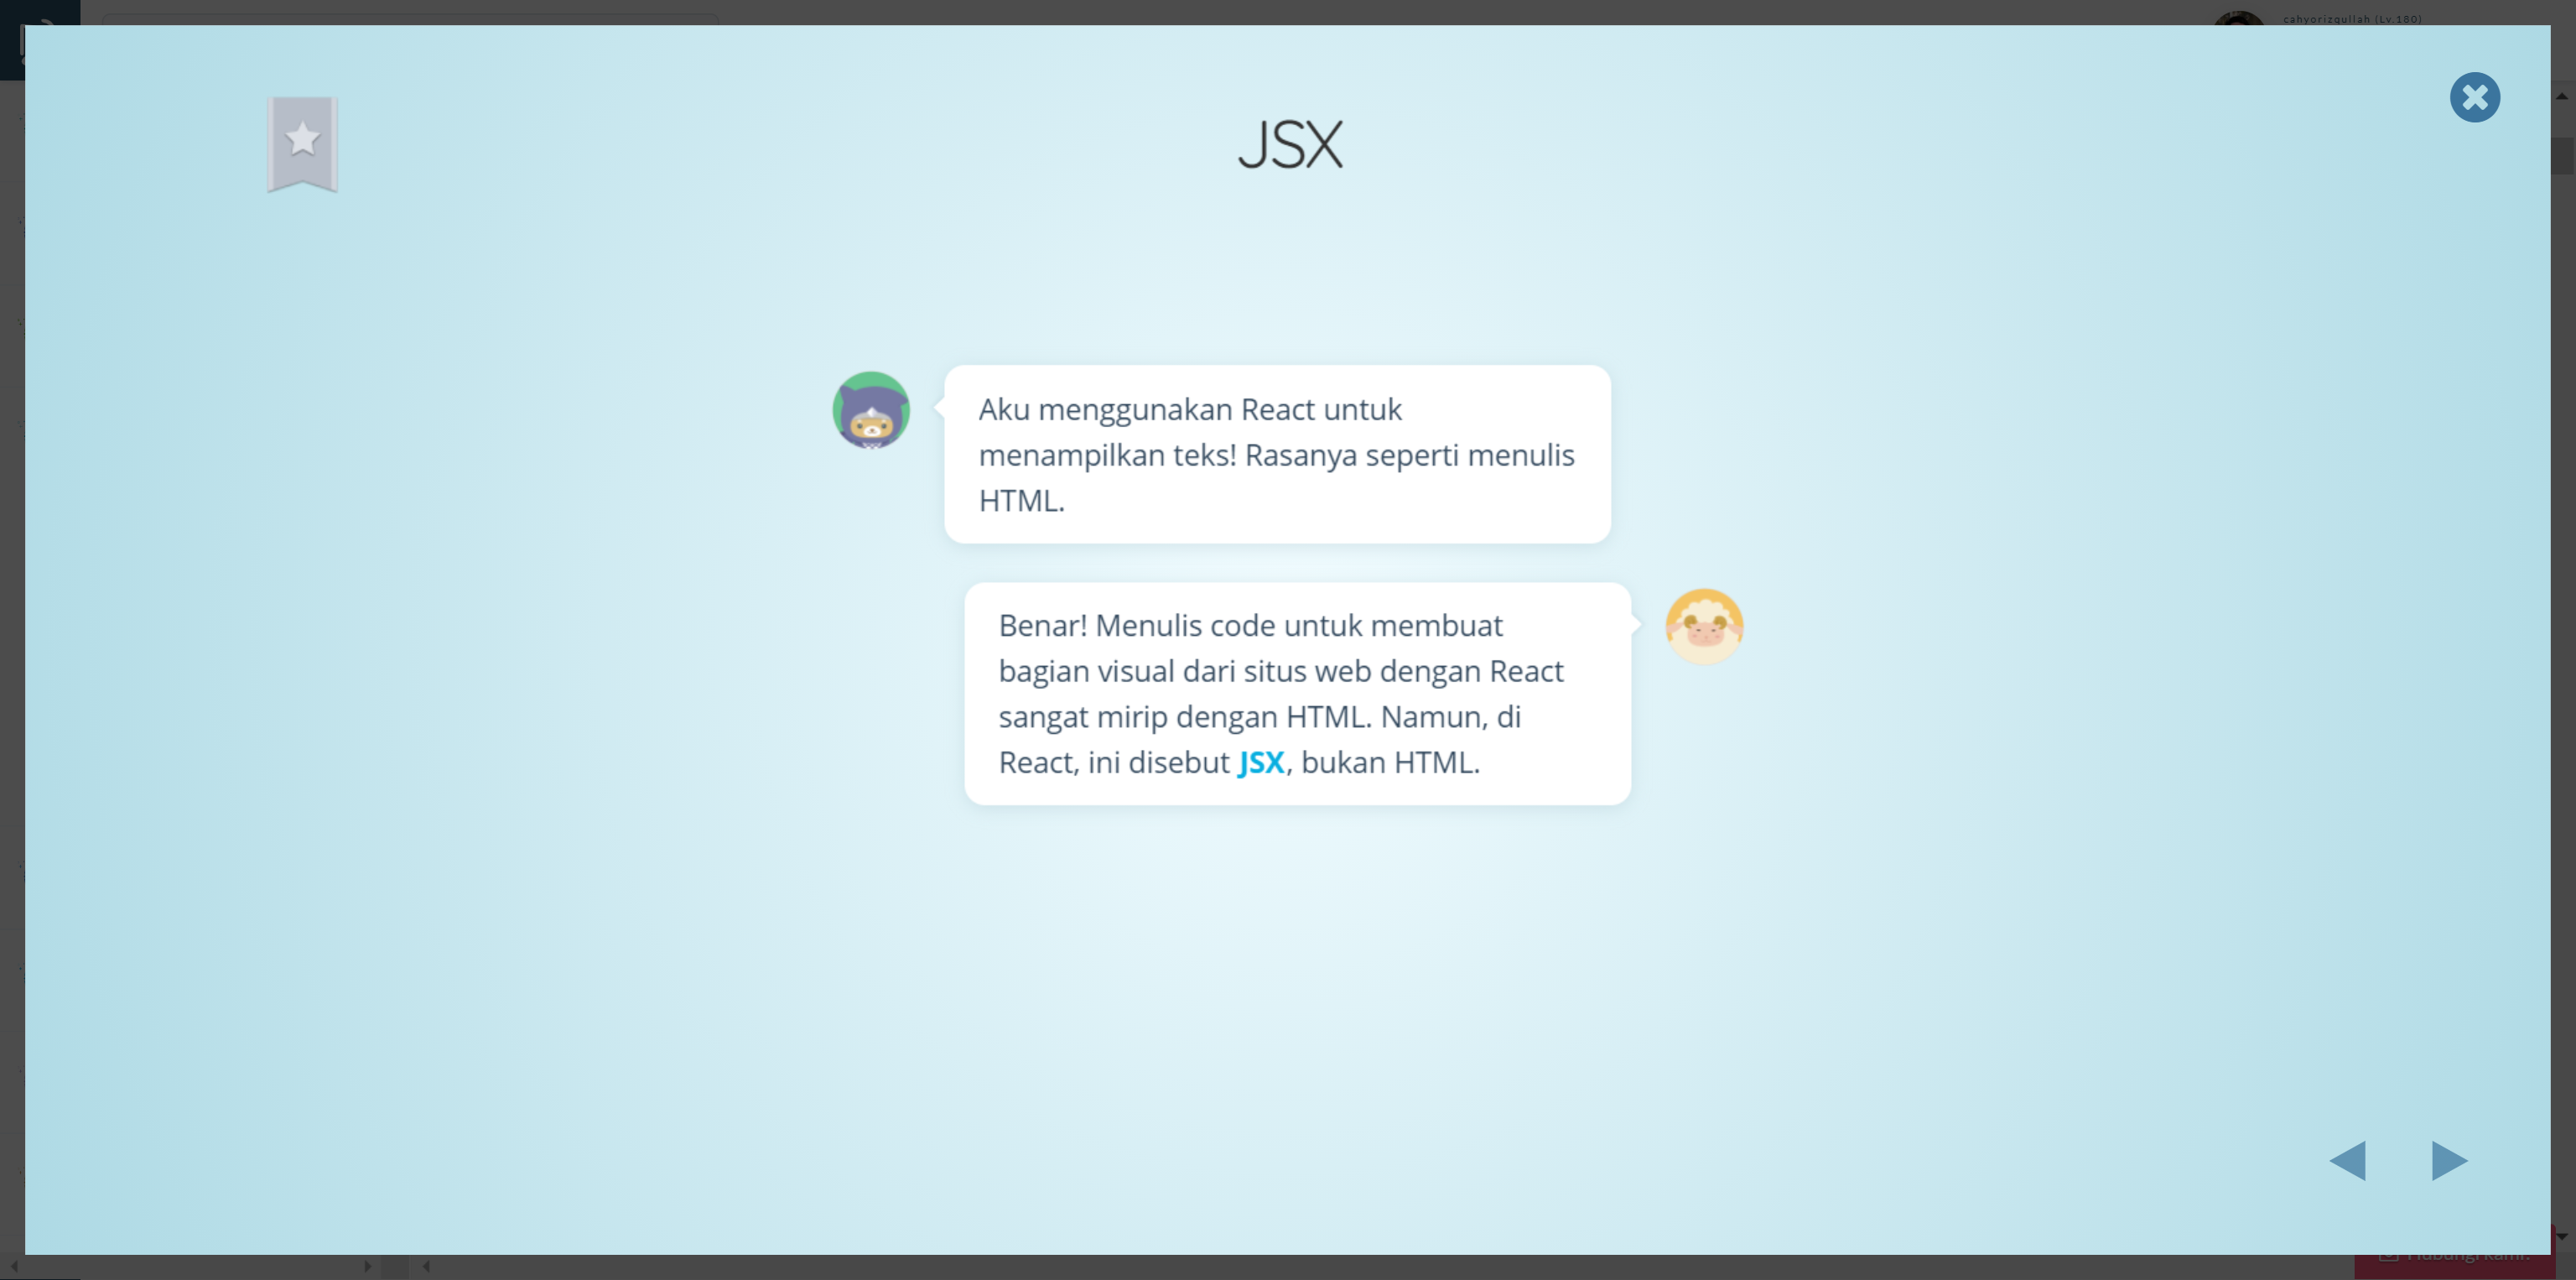 cahyorizqullah (Lv.180)
JSX
Aku menggunakan React untuk
menampilkan teks! Rasanya seperti menulis
HTML.
Benar! Menulis code untuk membuat
bagian visual dari situs web dengan React
sangat mirip dengan HTML. Namun, di
React, ini disebut JSX, bukan HTML.
Hubungi kami!